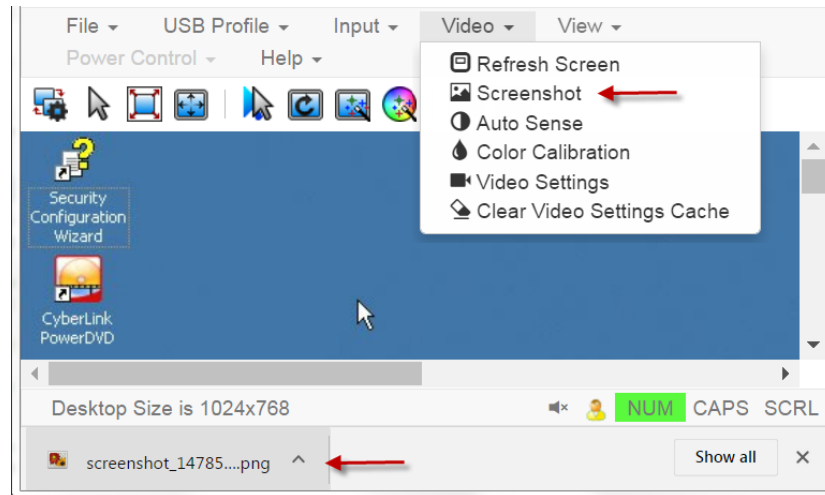 File USB Profile Input Video View
Power Control Help
Refresh Screen
Screenshot
Auto Sense
Color Calibration
Video Settings
Clear Video Settings Cache
Security
Configuration
Wizard
CyberLink
PowerDVD
Desktop Size is 1024x768 NUM CAPS SCRL
screenshot_14785....png Show all